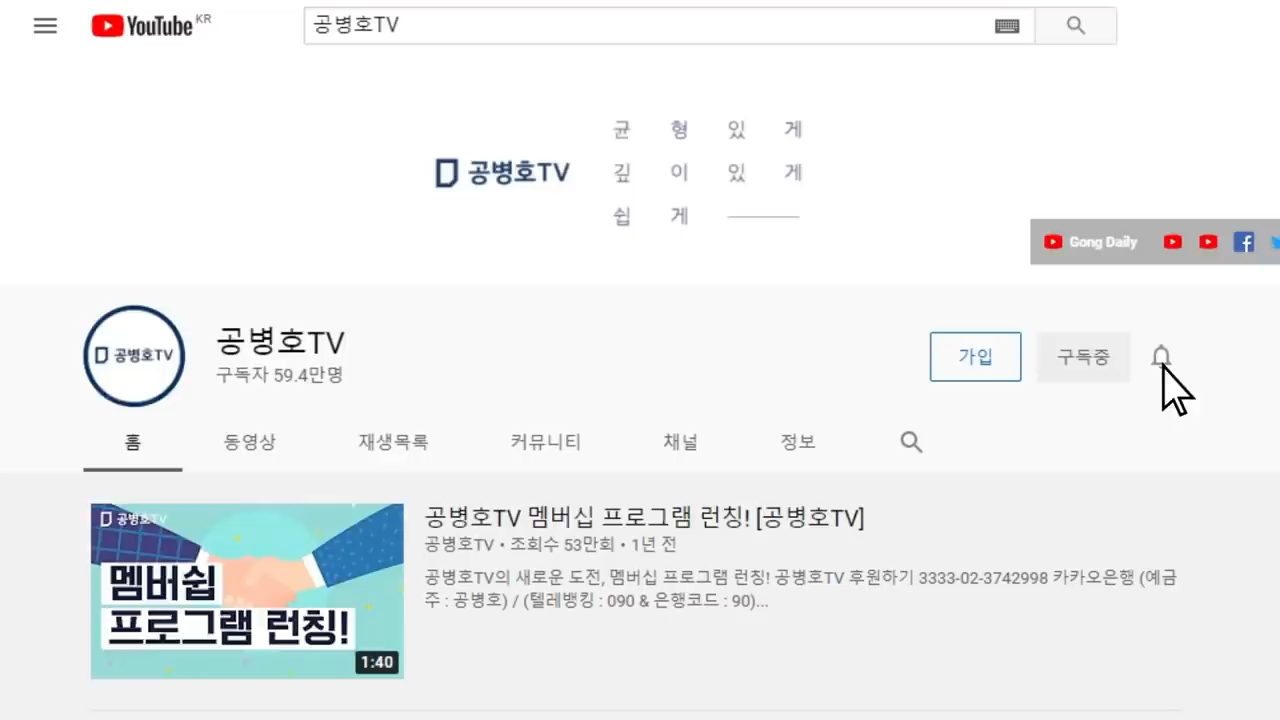 YouTube KR
공병호TV
공병호TV
균 형 있 게
깊 이 있 게
쉽 게
Gong Daily
공병호TV
공병호TV
구독자 59.4만명
가입
구독중
홈 동영상 재생목록 커뮤니티 채널 정보
공병호TV
멤버쉽
프로그램 런칭!
1:40
공병호TV 멤버십 프로그램 런칭! [공병호TV]
공병호TV • 조회수 53만회 • 1년 전
공병호TV의 새로운 도전, 멤버십 프로그램 런칭! 공병호TV 후원하기 3333-02-3742998 카카오은행 (예금
주 : 공병호) / (텔레뱅킹 : 090 & 은행코드 : 90)...